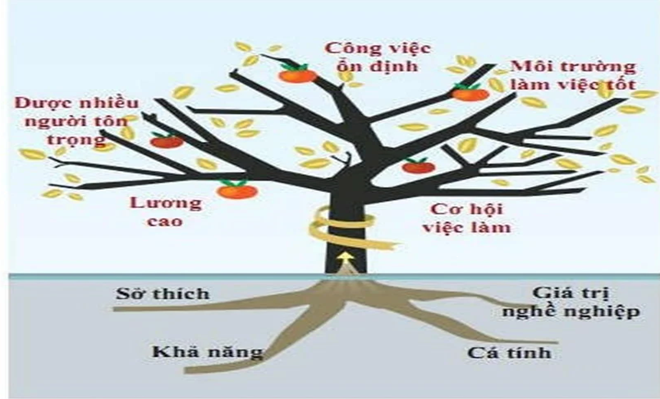 Công việc
ổn định
Môi trường
làm việc tốt
Dược nhiều
người tôn
trọng
Lương
cao
Cơ hội
việc làm
Sở thích
Giá trị
nghề nghiệp
Khả năng
Cá tính